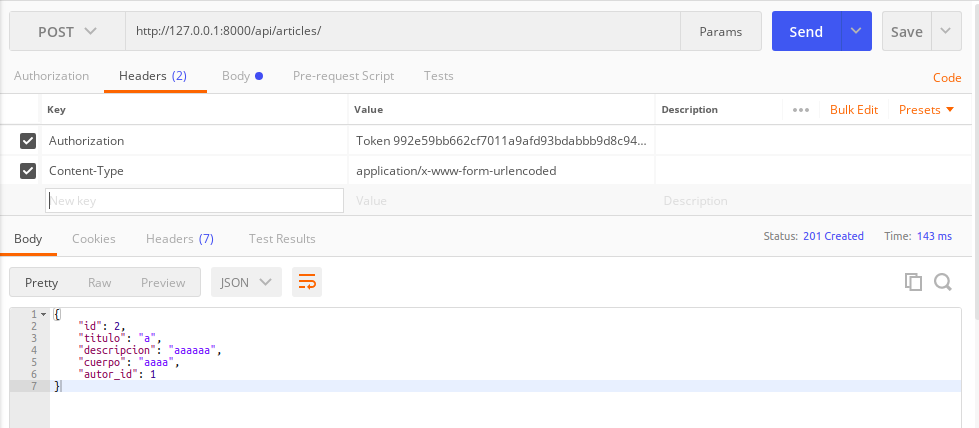 POST http://127.0.0.1:8000/api/articles/ Params Send Save
Authorization Headers (2) Body Pre-request Script Tests Code
Key Value Description ••• Bulk Edit Presets
Authorization Token 992e59bb662cf7011a9afd93bdabbb9d8c94...
Content-Type application/x-www-form-urlencoded
New key Value Description
Body Cookies Headers (7) Test Results Status: 201 Created Time: 143 ms
Pretty Raw Preview JSON
1 {
2 "id": 2,
3 "titulo": "a",
4 "descripcion": "aaaaaa",
5 "cuerpo": "aaaa",
6 "autor_id": 1
7 }